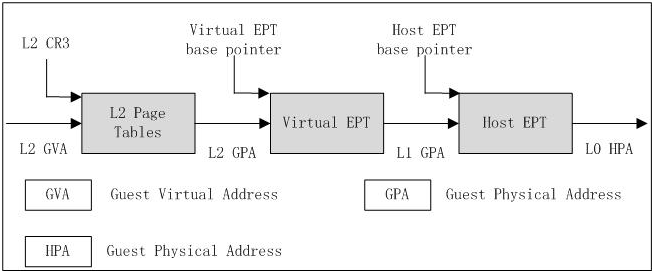 Virtual EPT
base pointer
Host EPT
base pointer
L2 CR3
L2 Page
Tables
Virtual EPT
Host EPT
L2 GVA
L2 GPA
L1 GPA
L0 HPA
GVA
Guest Virtual Address
GPA
Guest Physical Address
HPA
Guest Physical Address